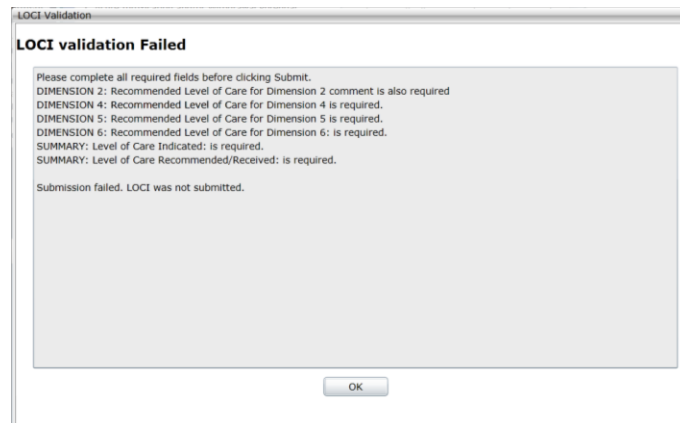 LOCI Validation
LOCI validation Failed
Please complete all required fields before clicking Submit.
DIMENSION 2: Recommended Level of Care for Dimension 2 comment is also required
DIMENSION 4: Recommended Level of Care for Dimension 4 is required.
DIMENSION 5: Recommended Level of Care for Dimension 5 is required.
DIMENSION 6: Recommended Level of Care for Dimension 6: is required.
SUMMARY: Level of Care Indicated: is required.
SUMMARY: Level of Care Recommended/Received: is required.
Submission failed. LOCI was not submitted.
OK